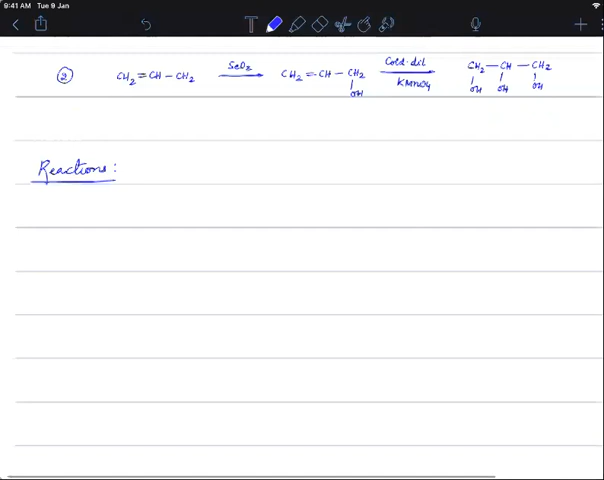 9:41 AM Tue 9 Jan
② CH₂=CH-CH₂ SeO₂ CH₂=CH-CH₂ Cold·dil CH₂-CH-CH₂
OH KMnO₄ OH OH OH
Reactions: